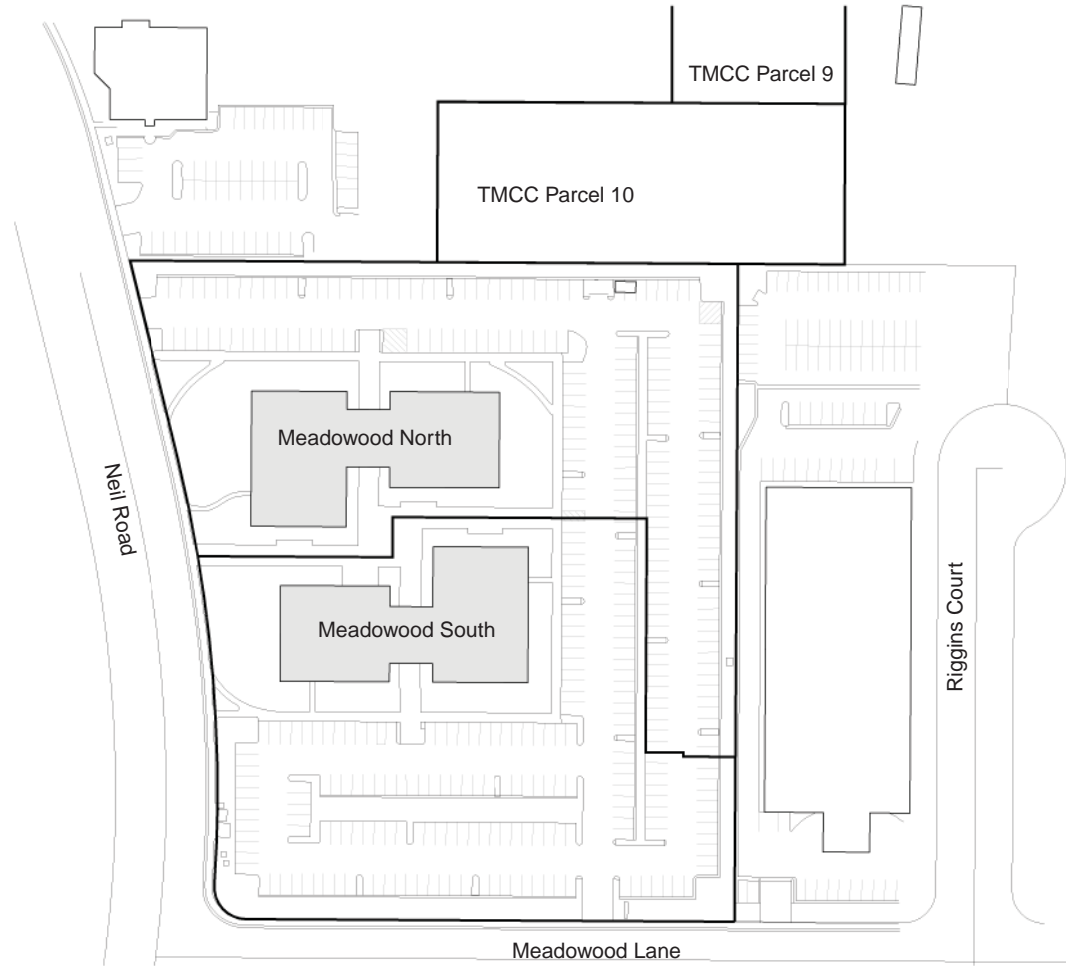 TMCC Parcel 9
TMCC Parcel 10
Meadowood North
Neil Road
Meadowood South
Riggins Court
Meadowood Lane